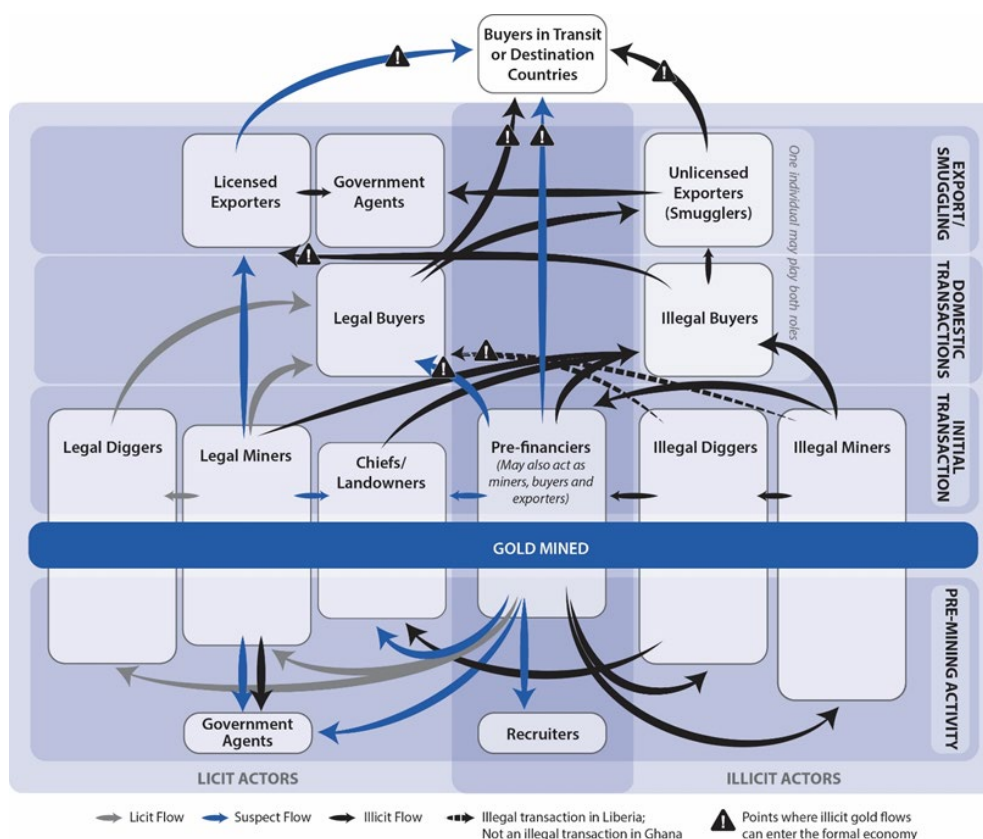 Buyers in Transit
or Destination
Countries
Licensed
Exporters
Government
Agents
Unlicensed
Exporters
(Smugglers)
One individual may play both roles
EXPORT/
SMUGGLING
Legal Buyers
Illegal Buyers
DOMESTIC
TRANSACTIONS
Legal Diggers
Legal Miners
Chiefs/
Landowners
Pre-financiers
(May also act as
miners, buyers and
exporters)
Illegal Diggers
Illegal Miners
INITIAL
TRANSACTION
GOLD MINED
PRE-MINING ACTIVITY
Government
Agents
Recruiters
LICIT ACTORS
ILLICIT ACTORS
Licit Flow
Suspect Flow
Illicit Flow
Illegal transaction in Liberia;
Not an illegal transaction in Ghana
Points where illicit gold flows
can enter the formal economy